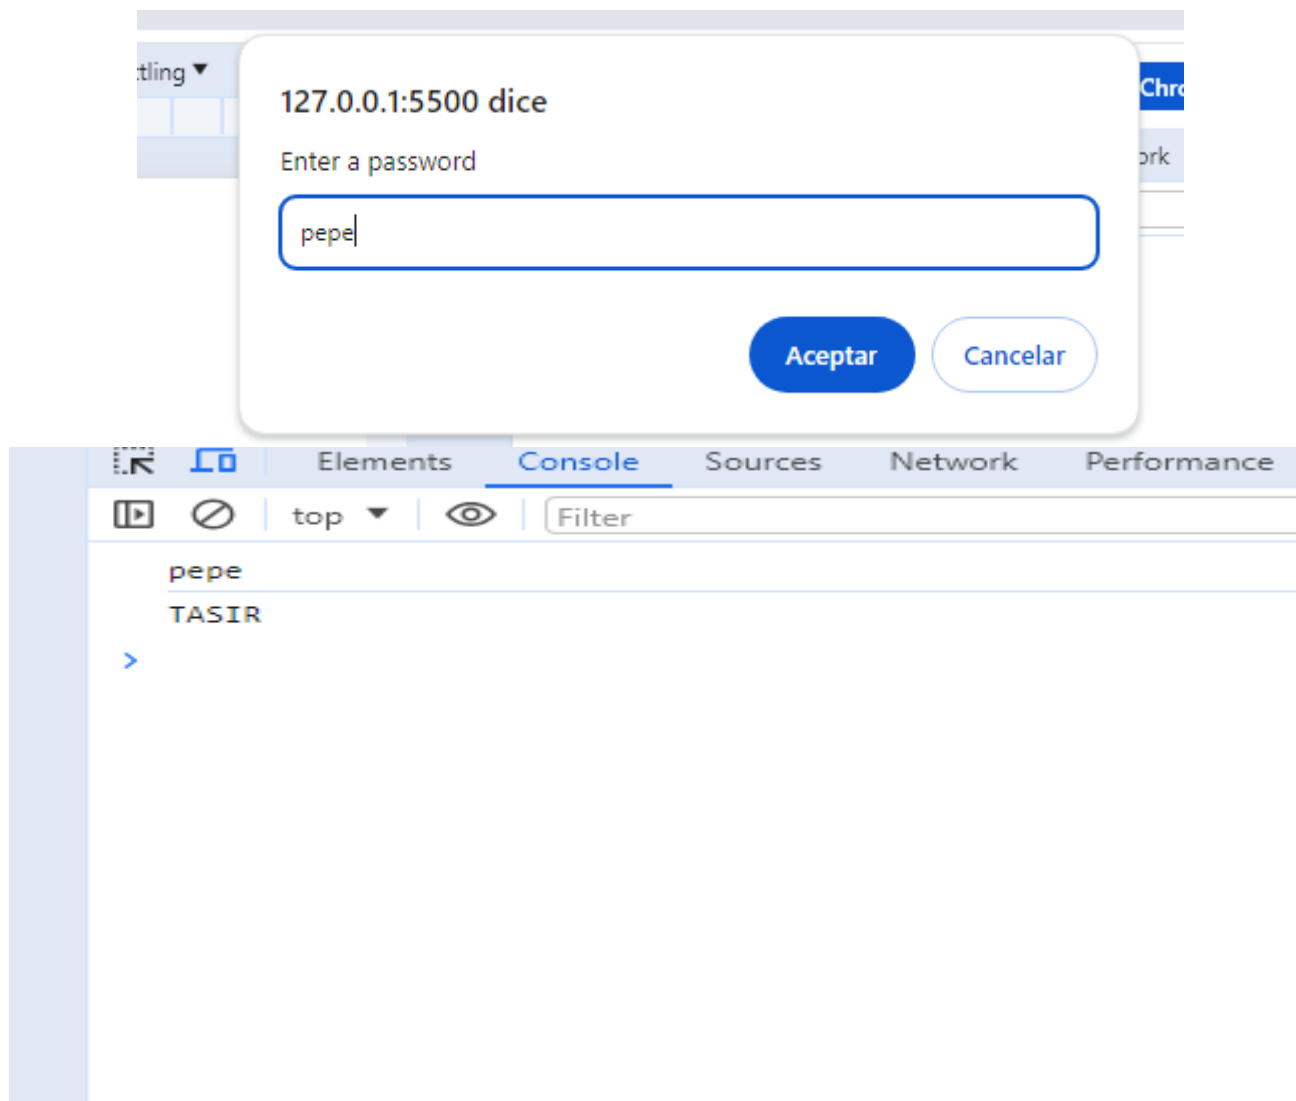 tling
Chro
127.0.0.1:5500 dice
Enter a password
ork
pepe
Aceptar Cancelar
Elements Console Sources Network Performance
top Filter
pepe
TASIR
>